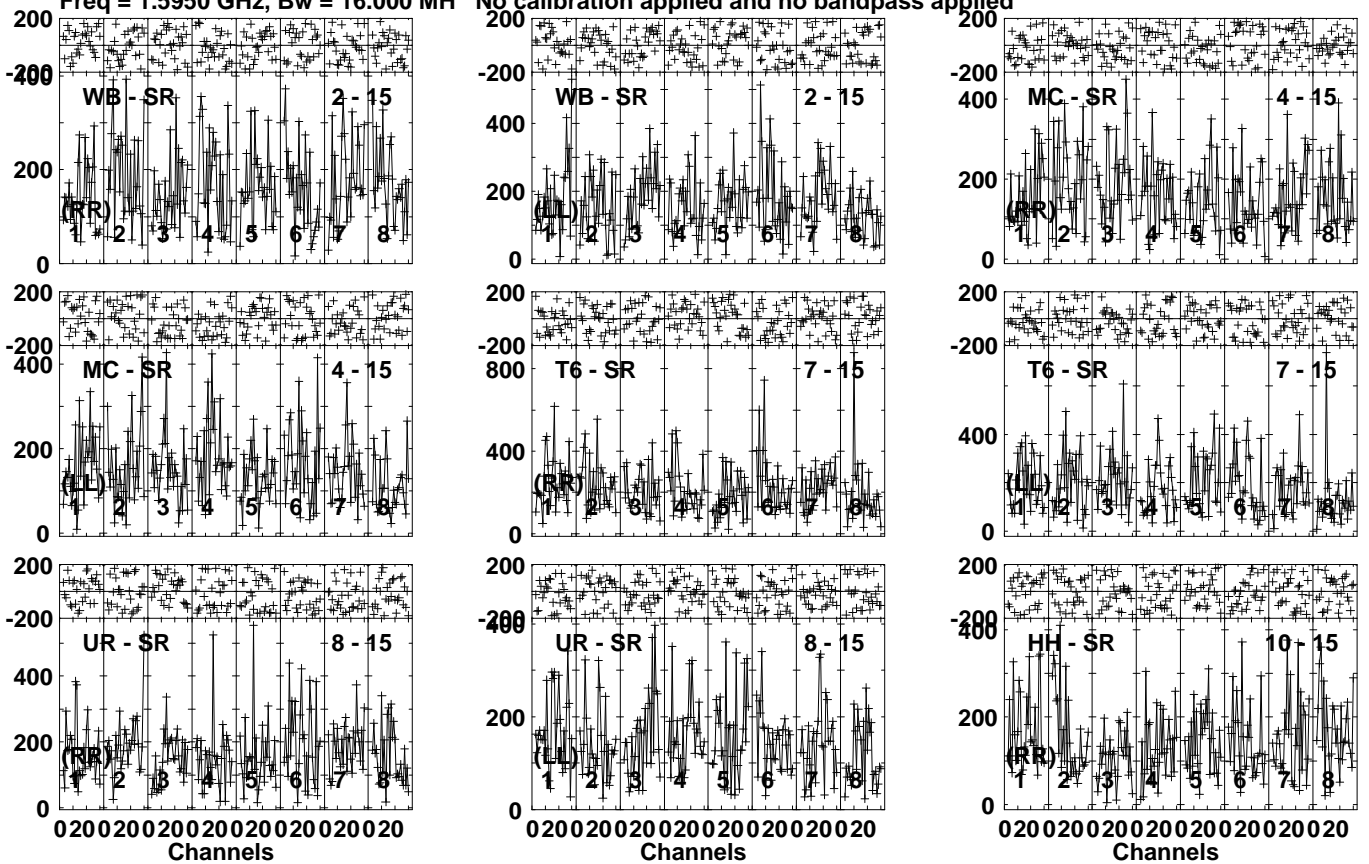 Freq = 1.5950 GHz, Bw = 16.000 MH No calibration applied and no bandpass applied
200 200 200
-200 -200 -200
400
WB - SR 2 - 15 WB - SR 2 - 15 MC - SR 4 - 15
400 400
200 200 200
(RR) (LL) (RR)
1 2 3 4 5 6 7 8 1 2 3 4 5 6 7 8 1 2 3 4 5 6 7 8
0 0 0
200 200 200
-200 -200 -200
400 800
MC - SR 4 - 15 T6 - SR 7 - 15 T6 - SR 7 - 15
200 400 400
(LL) (RR) (LL)
1 2 3 4 5 6 7 8 1 2 3 4 5 6 7 8 1 2 3 4 5 6 7 8
0 0 0
200 200 200
-200 -200 -200
400 400
UR - SR 8 - 15 UR - SR 8 - 15 HH - SR 10 - 15
400
200 200 200
(RR) (LL) (RR)
1 2 3 4 5 6 7 8 1 2 3 4 5 6 7 8 1 2 3 4 5 6 7 8
0 0 0
0 20 0 20 0 20 0 20 0 20 0 20 0 20 0 20 0 20 0 20 0 20 0 20 0 20 0 20 0 20 0 20 0 20 0 20 0 20 0 20 0 20 0 20 0 20 0 20
Channels Channels Channels